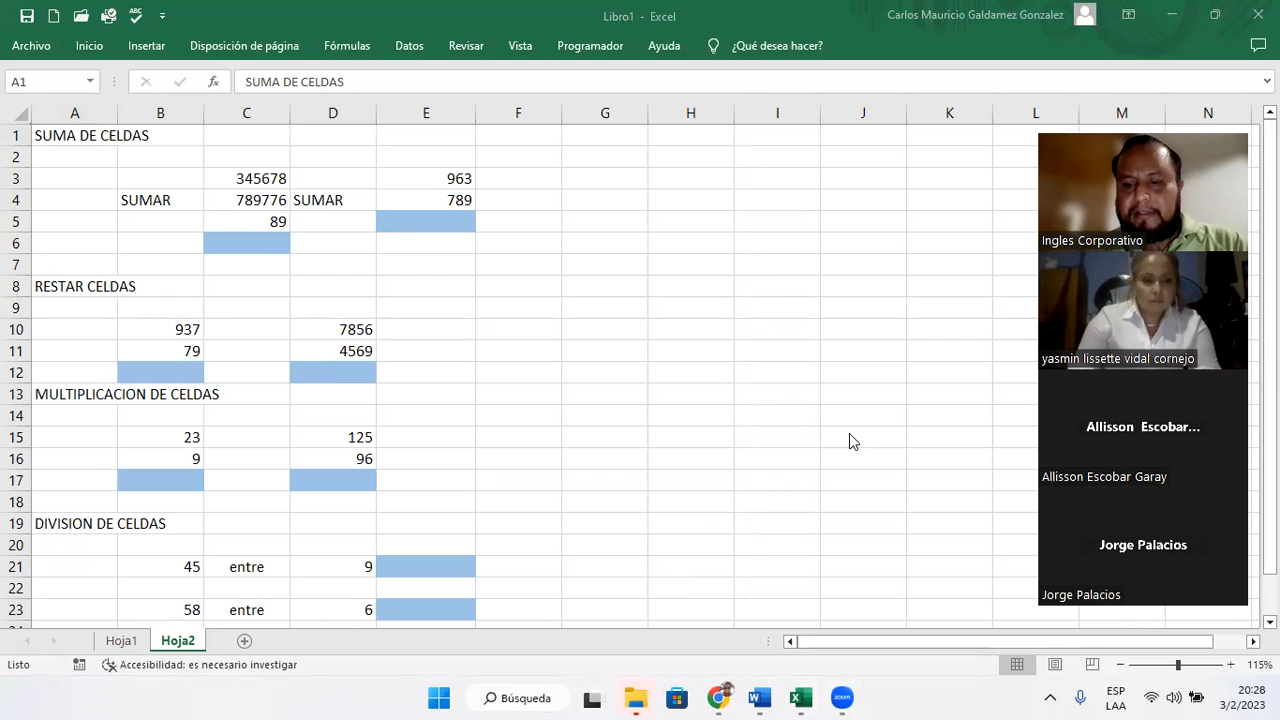 Libro1 - Excel
Carlos Mauricio Galdamez Gonzalez
Archivo Inicio Insertar Disposición de página Fórmulas Datos Revisar Vista Programador Ayuda ¿Qué desea hacer?
A1 fx SUMA DE CELDAS
A B C D E F G H I J K L M N
1 SUMA DE CELDAS
2
3 345678 963
4 SUMAR 789776 SUMAR 789
5 89
6
7
8 RESTAR CELDAS
9
10 937 7856
11 79 4569
12
13 MULTIPLICACION DE CELDAS
14
15 23 125
16 9 96
17
18
19 DIVISION DE CELDAS
20
21 45 entre 9
22
23 58 entre 6
Ingles Corporativo
yasmin lissette vidal cornejo
Allisson Escobar...
Allisson Escobar Garay
Jorge Palacios
Jorge Palacios
Hoja1 Hoja2
Listo Accesibilidad: es necesario investigar 115%
Búsqueda
zoom
ESP
LAA
20:28
3/2/2023